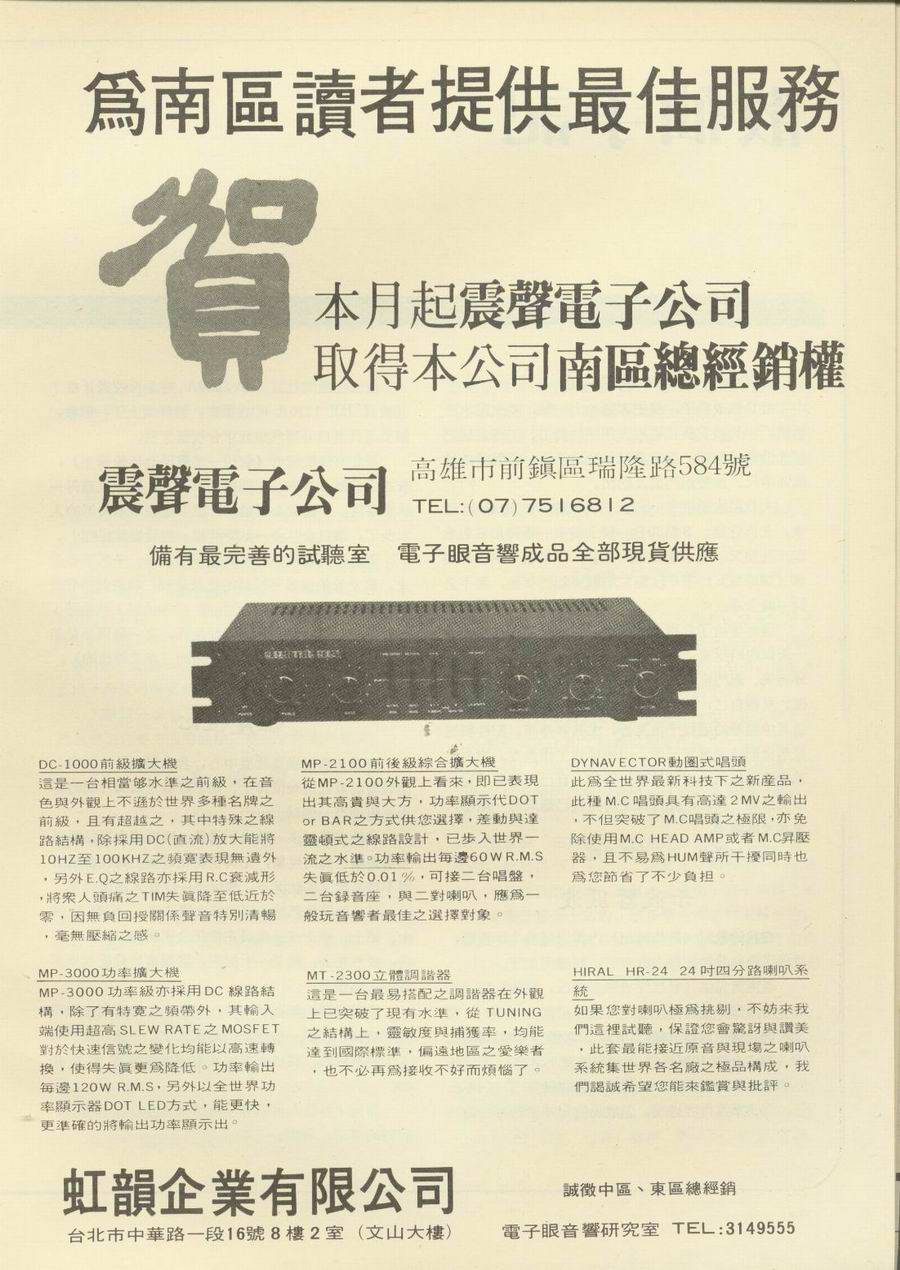 為南區讀者提供最佳服務
賀
本月起震聲電子公司
取得本公司南區總經銷權
震聲電子公司
高雄市前鎮區瑞隆路584號
TEL:(07)7516812
備有最完善的試聽室 電子眼音響成品全部現貨供應
DC-1000前級擴大機
這是一台相當够水準之前級，在音
色與外觀上不遜於世界多種名牌之
前級，且有超越之，其中特殊之線
路結構，除採用DC(直流)放大能將
10HZ至100KHZ之頻寬表現無遺外
，另外E.Q之線路亦採用R.C衰減形
，將衆人頭痛之TIM失眞降至低近於
零，因無負回授關係聲音特別清暢
，毫無壓縮之感。
MP-2100前後級綜合擴大機
從MP-2100外觀上看來，即已表現
出其高貴與大方，功率顯示代DOT
or BAR之方式供您選擇，差動與達
靈頓式之線路設計，已步入世界一
流之水準。功率輸出每邊60W R.M.S
失眞低於0.01%，可接二台唱盤，
二台錄音座，與二對喇叭，應爲一
般玩音響者最佳之選擇對象。
DYNAVECTOR動圈式唱頭
此爲全世界最新科技下之新産品，
此種M.C唱頭具有高達2MV之輸出
，不但突破了M.C唱頭之極限，亦免
除使用M.C HEAD AMP或者M.C昇壓
器，且不易爲HUM聲所干擾同時也
爲您節省了不少負担。
MP-3000功率擴大機
MP-3000功率級亦採用DC線路結
構，除了有特寬之頻帶外，其輸入
端使用超高SLEW RATE之MOSFET
對於快速信號之變化均能以高速轉
換，使得失眞更爲降低。功率輸出
每邊120W R.M.S，另外以全世界功
率顯示器DOT LED方式，能更快，
更準確的將輸出功率顯示出。
MT-2300立體調諧器
這是一台最易搭配之調諧器在外觀
上已突破了現有水準，從TUNING
之結構上，靈敏度與捕獲率，均能
達到國際標準，偏遠地區之愛樂者
，也不必再爲接收不好而煩惱了。
HIRAL HR-24 24吋四分路喇叭系
統
如果您對喇叭極爲挑剔，不妨來我
們這裡試聽，保證您會驚訝與讚美
，此套最能接近原音與現場之喇叭
系統集世界各名廠之極品構成，我
們謁誠希望您能來鑑賞與批評。
虹韻企業有限公司
台北市中華路一段16號8樓2室（文山大樓）
誠徵中區、東區總經銷
電子眼音響研究室 TEL:3149555